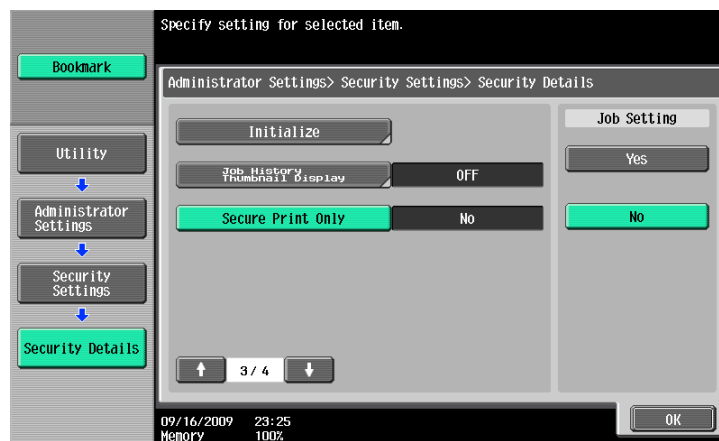 Specify setting for selected item.
Bookmark
Administrator Settings> Security Settings> Security Details
Utility
Administrator
Settings
Security
Settings
Security Details
Initialize
Job History
Thumbnail Display
OFF
Secure Print Only
No
3/ 4
Job Setting
Yes
No
09/16/2009 23:25
Memory 100%
OK